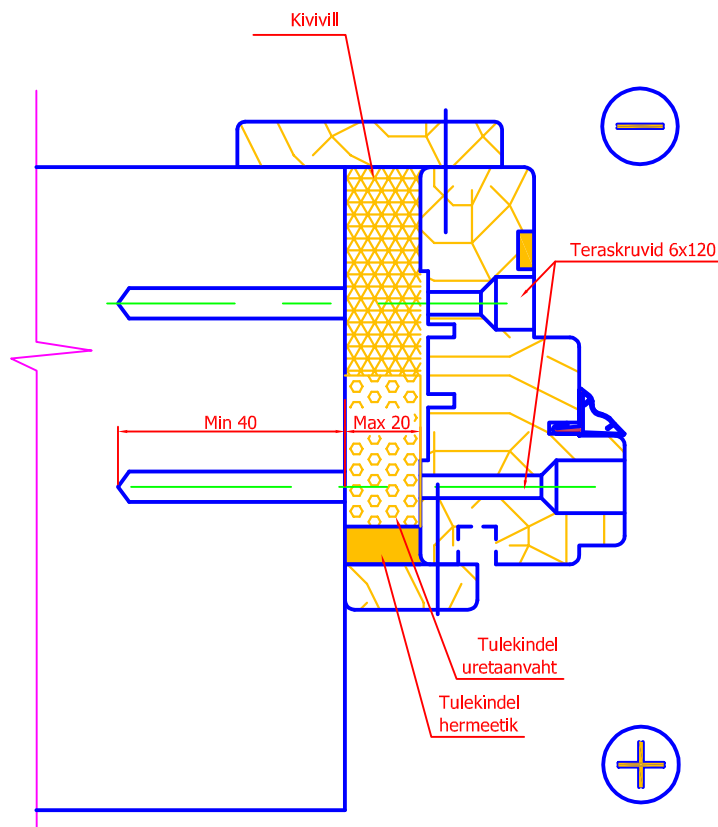 Kivivill
Teraskruvid 6x120
Min 40
Max 20
Tulekindel
uretaanvaht
Tulekindel
hermeetik